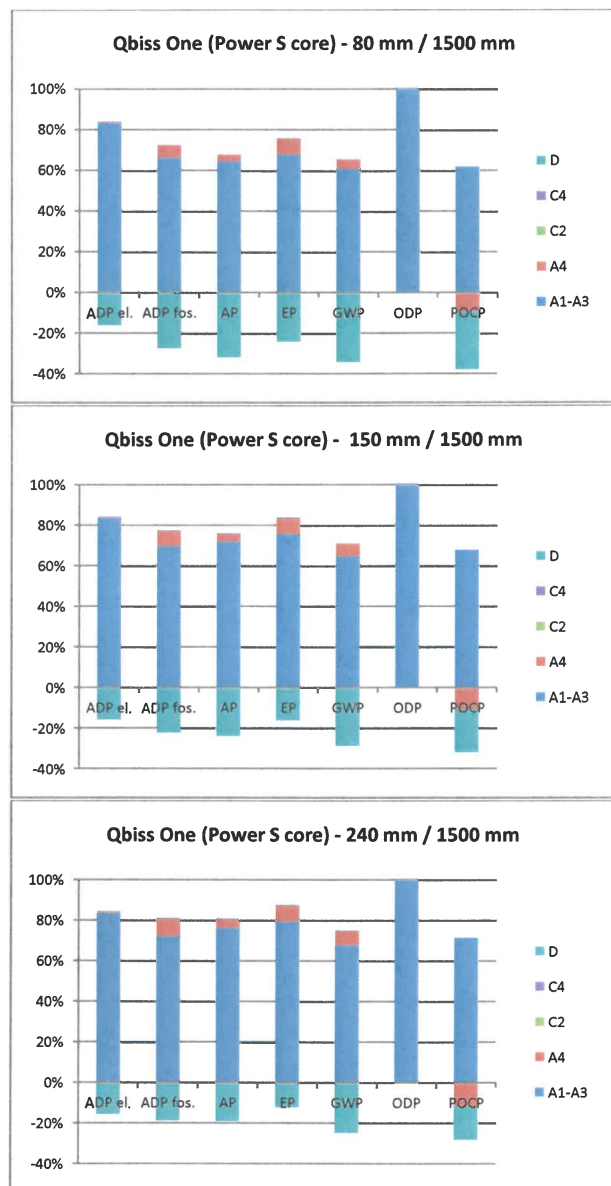 Qbiss One (Power S core) - 80 mm / 1500 mm
100%
80%
60%
40%
20%
0%
-20%
-40%
ADP el.
ADP fos.
AP
EP
GWP
ODP
POCP
D
C4
C2
A4
A1-A3
Qbiss One (Power S core) - 150 mm / 1500 mm
100%
80%
60%
40%
20%
0%
-20%
-40%
ADP el.
ADP fos.
AP
EP
GWP
ODP
POCP
D
C4
C2
A4
A1-A3
Qbiss One (Power S core) - 240 mm / 1500 mm
100%
80%
60%
40%
20%
0%
-20%
-40%
ADP el.
ADP fos.
AP
EP
GWP
ODP
POCP
D
C4
C2
A4
A1-A3